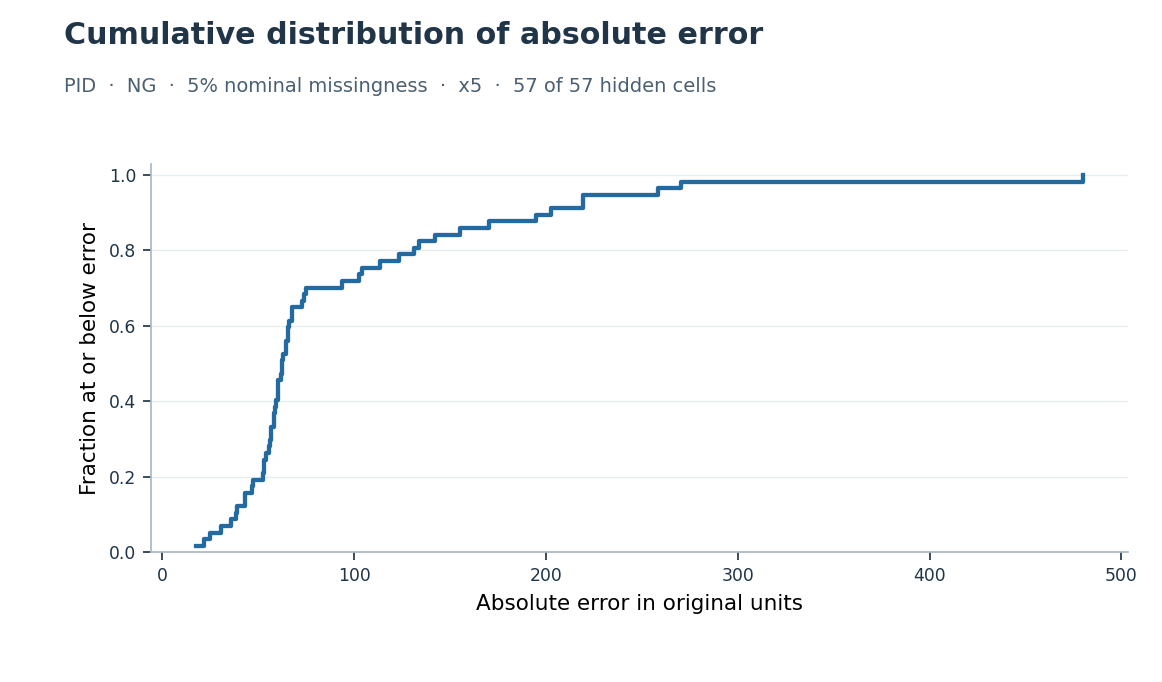 Cumulative distribution of absolute error
PID · NG · 5% nominal missingness · x5 · 57 of 57 hidden cells
1.0
0.8
0.6
0.4
0.2
0.0
Fraction at or below error
0 100 200 300 400 500
Absolute error in original units